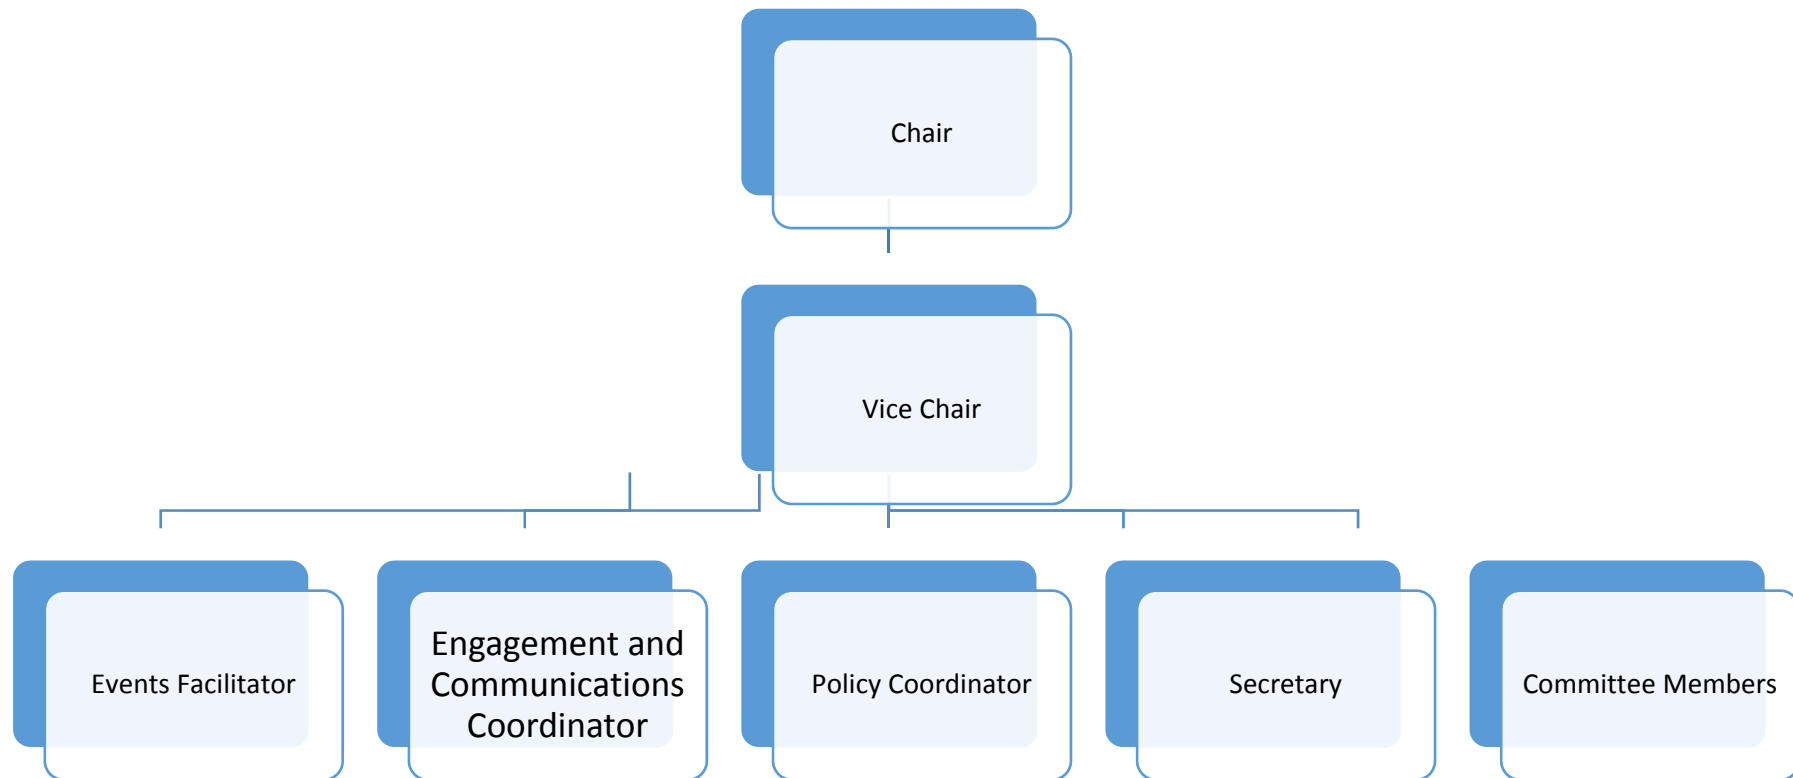 Chair
Vice Chair
Events Facilitator
Engagement and
Communications
Coordinator
Policy Coordinator
Secretary
Committee Members